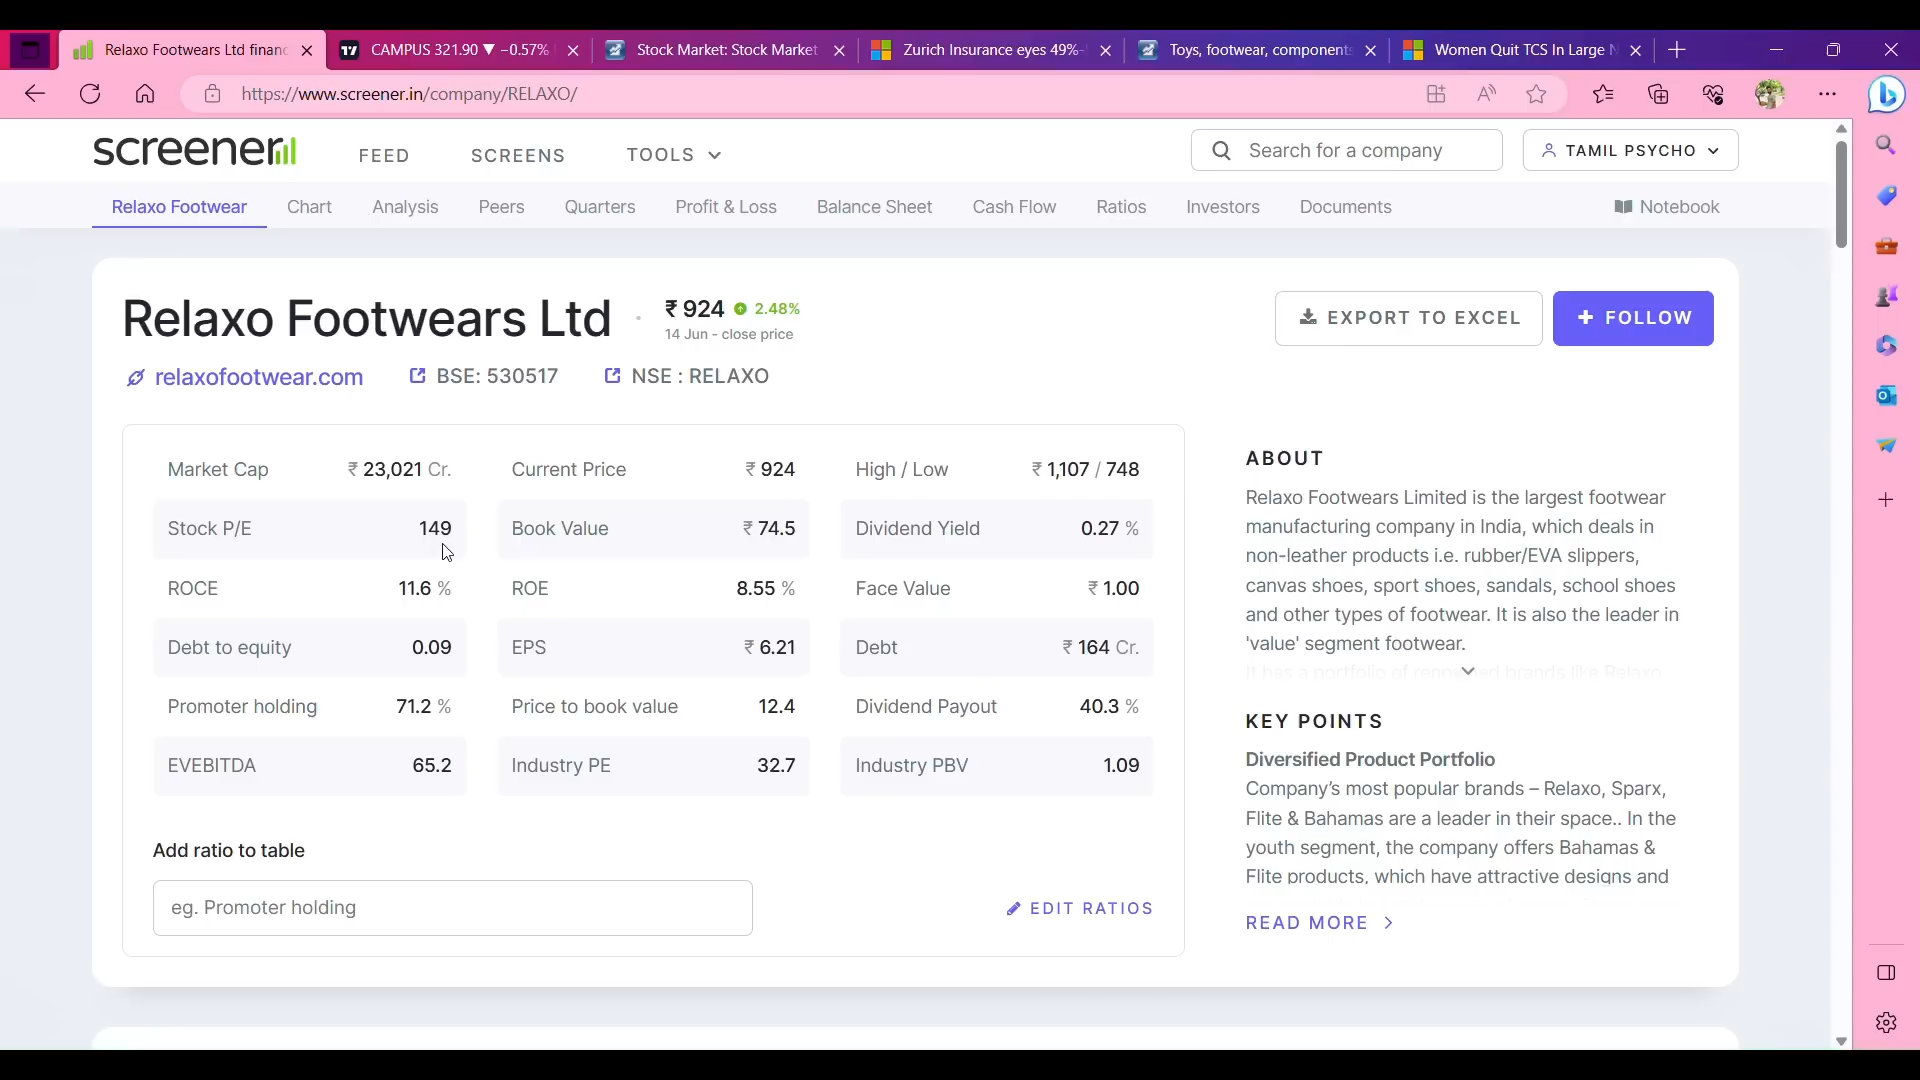 Relaxo Footwears Ltd financ
CAMPUS 321.90 ▼ −0.57%
Stock Market: Stock Market
Zurich Insurance eyes 49%-
Toys, footwear, components
Women Quit TCS In Large N
https://www.screener.in/company/RELAXO/
screener
FEED
SCREENS
TOOLS
Search for a company
TAMIL PSYCHO
Relaxo Footwear
Chart
Analysis
Peers
Quarters
Profit & Loss
Balance Sheet
Cash Flow
Ratios
Investors
Documents
Notebook
Relaxo Footwears Ltd
₹ 924 2.48%
14 Jun - close price
EXPORT TO EXCEL
FOLLOW
relaxofootwear.com
BSE: 530517
NSE : RELAXO
Market Cap ₹ 23,021 Cr.
Current Price ₹ 924
High / Low ₹ 1,107 / 748
Stock P/E 149
Book Value ₹ 74.5
Dividend Yield 0.27 %
ROCE 11.6 %
ROE 8.55 %
Face Value ₹ 1.00
Debt to equity 0.09
EPS ₹ 6.21
Debt ₹ 164 Cr.
Promoter holding 71.2 %
Price to book value 12.4
Dividend Payout 40.3 %
EVEBITDA 65.2
Industry PE 32.7
Industry PBV 1.09
Add ratio to table
eg. Promoter holding
EDIT RATIOS
ABOUT
Relaxo Footwears Limited is the largest footwear
manufacturing company in India, which deals in
non-leather products i.e. rubber/EVA slippers,
canvas shoes, sport shoes, sandals, school shoes
and other types of footwear. It is also the leader in
'value' segment footwear.
It has a portfolio of renowned brands like Relaxo
KEY POINTS
Diversified Product Portfolio
Company's most popular brands – Relaxo, Sparx,
Flite & Bahamas are a leader in their space.. In the
youth segment, the company offers Bahamas &
Flite products, which have attractive designs and
READ MORE